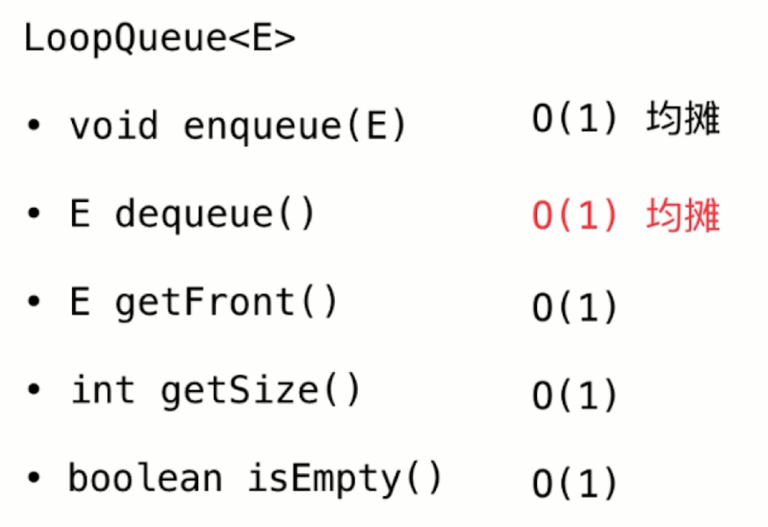 LoopQueue<E>
• void enqueue(E) O(1) 均摊
• E dequeue() O(1) 均摊
• E getFront() O(1)
• int getSize() O(1)
• boolean isEmpty() O(1)